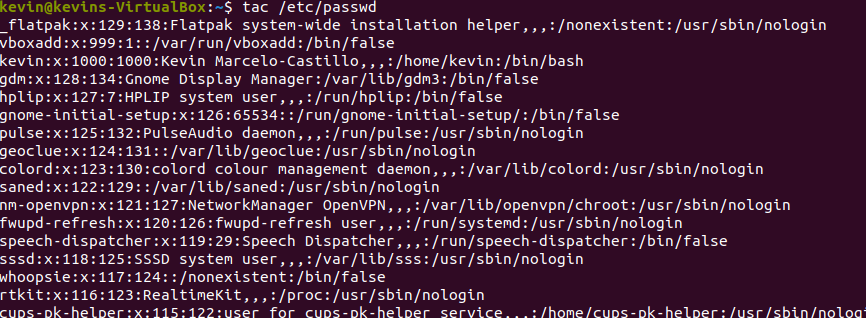 kevin@kevins-VirtualBox:~$ tac /etc/passwd
_flatpak:x:129:138:Flatpak system-wide installation helper,,,:/nonexistent:/usr/sbin/nologin
vboxadd:x:999:1::/var/run/vboxadd:/bin/false
kevin:x:1000:1000:Kevin Marcelo-Castillo,,,:/home/kevin:/bin/bash
gdm:x:128:134:Gnome Display Manager:/var/lib/gdm3:/bin/false
hplip:x:127:7:HPLIP system user,,,:/run/hplip:/bin/false
gnome-initial-setup:x:126:65534::/run/gnome-initial-setup/:/bin/false
pulse:x:125:132:PulseAudio daemon,,,:/run/pulse:/usr/sbin/nologin
geoclue:x:124:131::/var/lib/geoclue:/usr/sbin/nologin
colord:x:123:130:colord colour management daemon,,,:/var/lib/colord:/usr/sbin/nologin
saned:x:122:129::/var/lib/saned:/usr/sbin/nologin
nm-openvpn:x:121:127:NetworkManager OpenVPN,,,:/var/lib/openvpn/chroot:/usr/sbin/nologin
fwupd-refresh:x:120:126:fwupd-refresh user,,,:/run/systemd:/usr/sbin/nologin
speech-dispatcher:x:119:29:Speech Dispatcher,,,:/run/speech-dispatcher:/bin/false
sssd:x:118:125:SSSD system user,,,:/var/lib/sss:/usr/sbin/nologin
whoopsie:x:117:124::/nonexistent:/bin/false
rtkit:x:116:123:RealtimeKit,,,:/proc:/usr/sbin/nologin
cups-pk-helper:x:115:122:user for cups-pk-helper service,,,:/home/cups-pk-helper:/usr/sbin/nolog